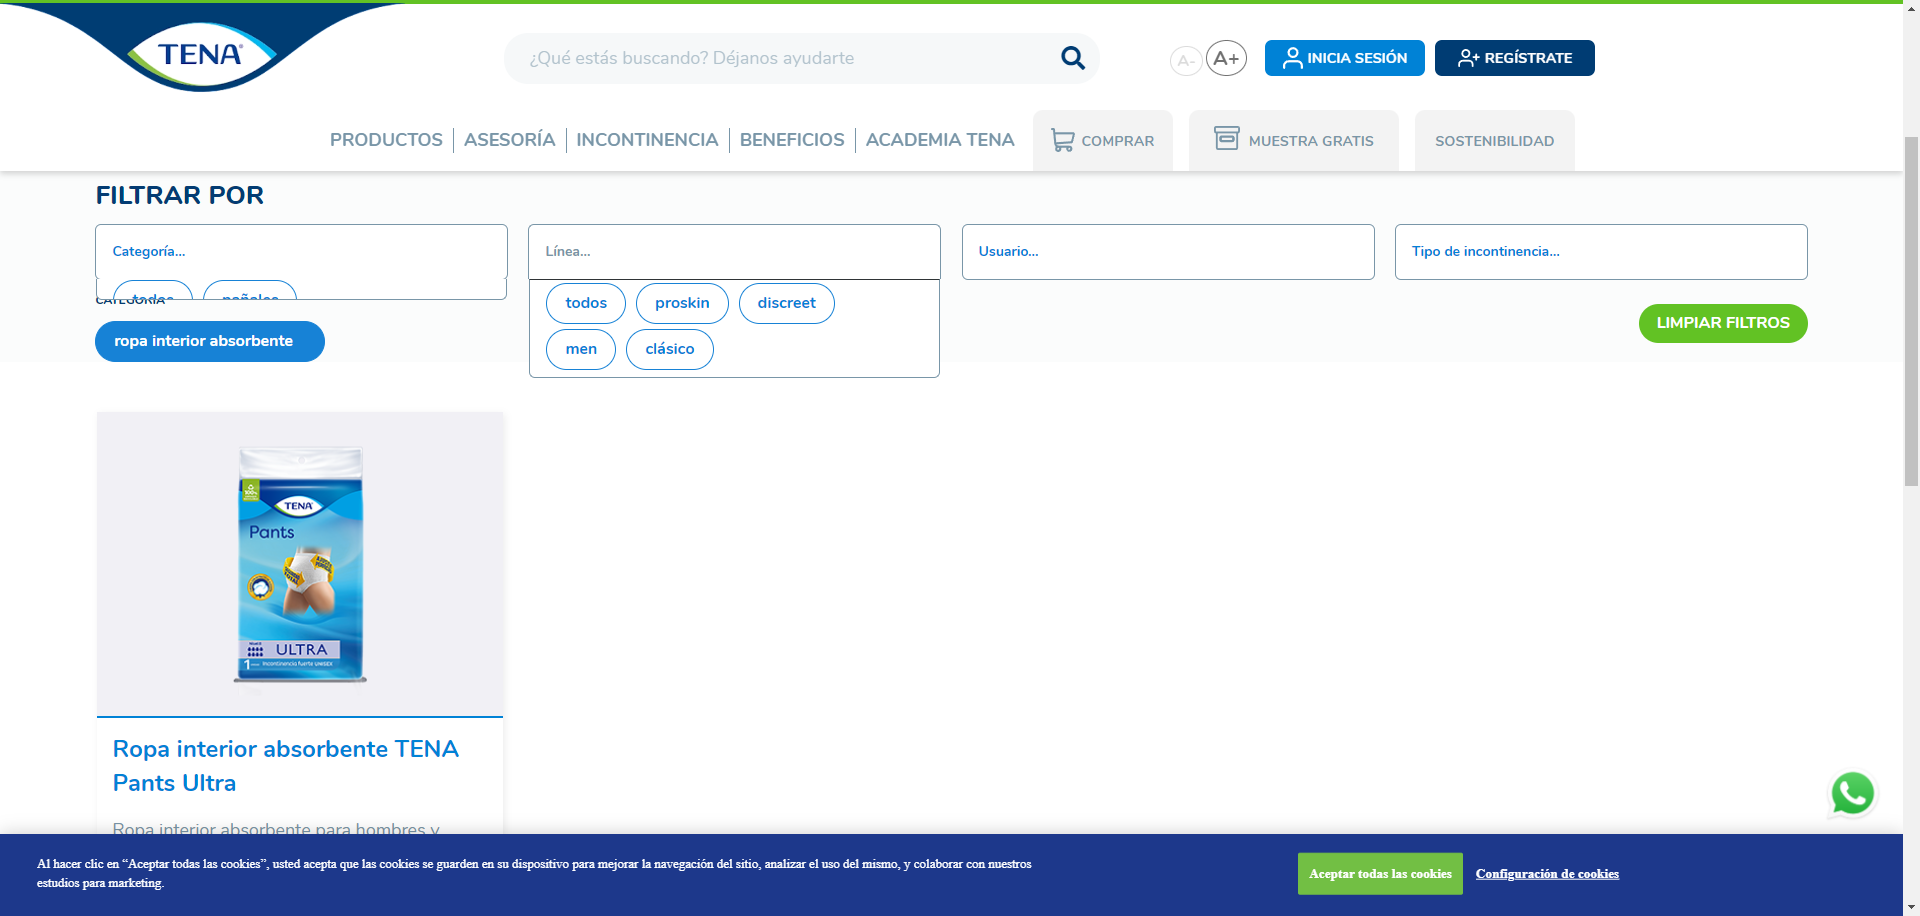 TENA
¿Qué estás buscando? Déjanos ayudarte
A-
A+
INICIA SESIÓN
REGÍSTRATE
PRODUCTOS
ASESORÍA
INCONTINENCIA
BENEFICIOS
ACADEMIA TENA
COMPRAR
MUESTRA GRATIS
SOSTENIBILIDAD
FILTRAR POR
Categoría...
Línea...
Usuario...
Tipo de incontinencia...
todos
pañales
CATEGORÍA
todos
proskin
discreet
men
clásico
ropa interior absorbente
LIMPIAR FILTROS
100%
TENA
Pants
ULTRA
1
Incontinencia fuerte UNISEX
Ropa interior absorbente TENA
Pants Ultra
Ropa interior absorbente para hombres y
Al hacer clic en “Aceptar todas las cookies”, usted acepta que las cookies se guarden en su dispositivo para mejorar la navegación del sitio, analizar el uso del mismo, y colaborar con nuestros
estudios para marketing.
Aceptar todas las cookies
Configuración de cookies